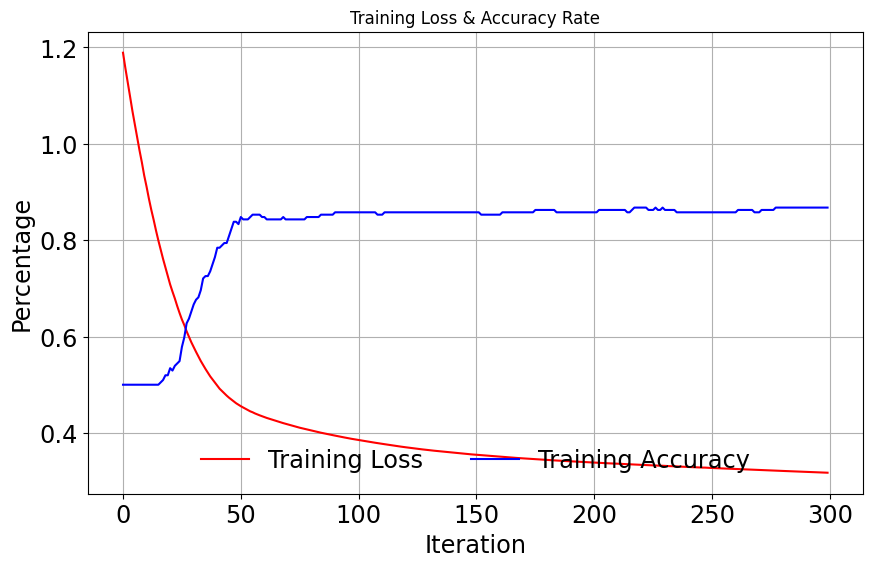 Training Loss & Accuracy Rate
1.2
1.0
0.8
0.6
0.4
Percentage
Training Loss
Training Accuracy
0
50
100
150
200
250
300
Iteration